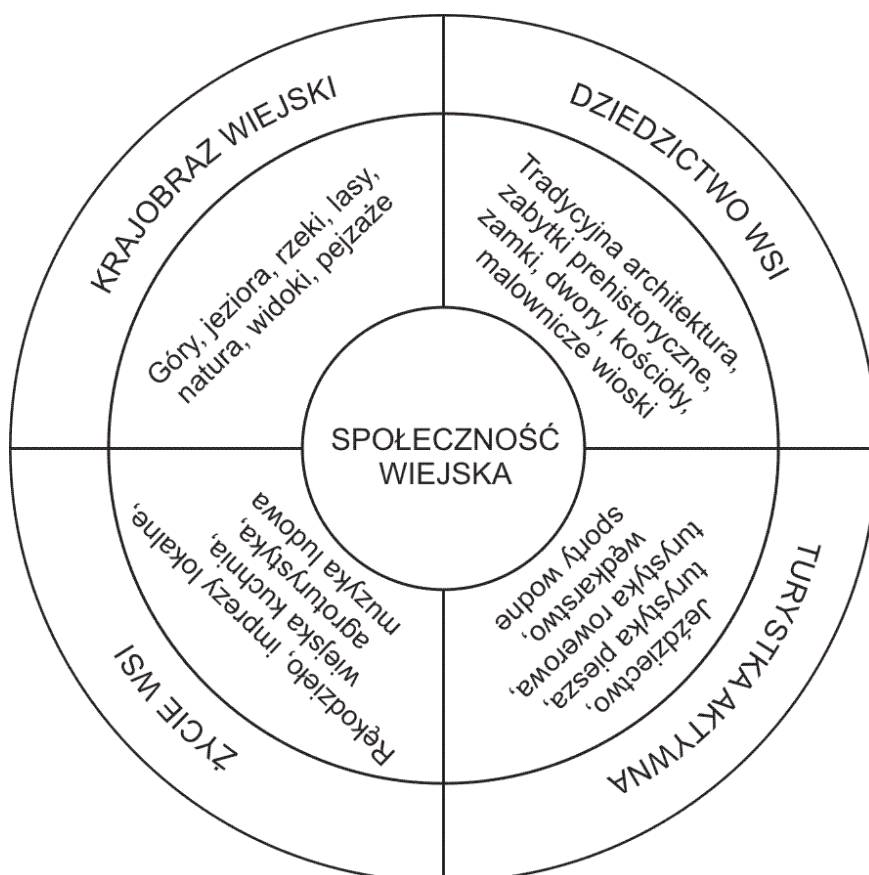 KRAJOBRAZ WIEJSKI
Góry, jeziora, rzeki, lasy,
natura, widoki, pejzaże
DZIEDZICTWO WSI
Tradycyjna architektura,
zabytki prehistoryczne,
zamki, dwory, kościoły,
malownicze wioski
SPOŁECZNOŚĆ
WIEJSKA
ŻYCIE WSI
Rękodzieło, imprezy lokalne,
wiejska kuchnia,
agroturystyka,
muzyka ludowa
TURYSTKA AKTYWNA
Jeździectwo,
turystyka piesza,
turystyka rowerowa,
wędkarstwo,
sporty wodne